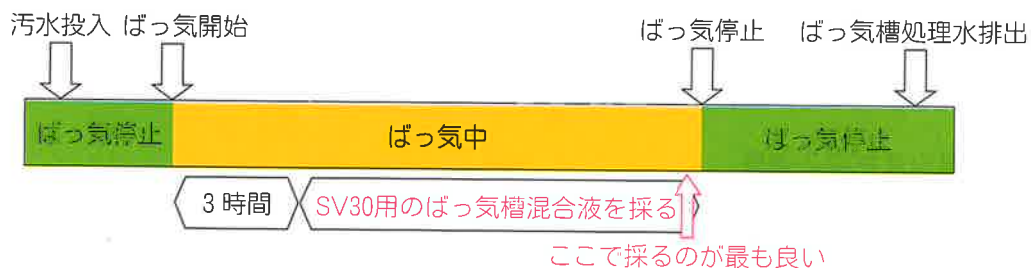 汚水投入 ばっ気開始 ばっ気停止 ばっ気槽処理水排出
ばっ気停止 ばっ気中 ばっ気停止
3時間 SV30用のばっ気槽混合液を採る
ここで採るのが最も良い